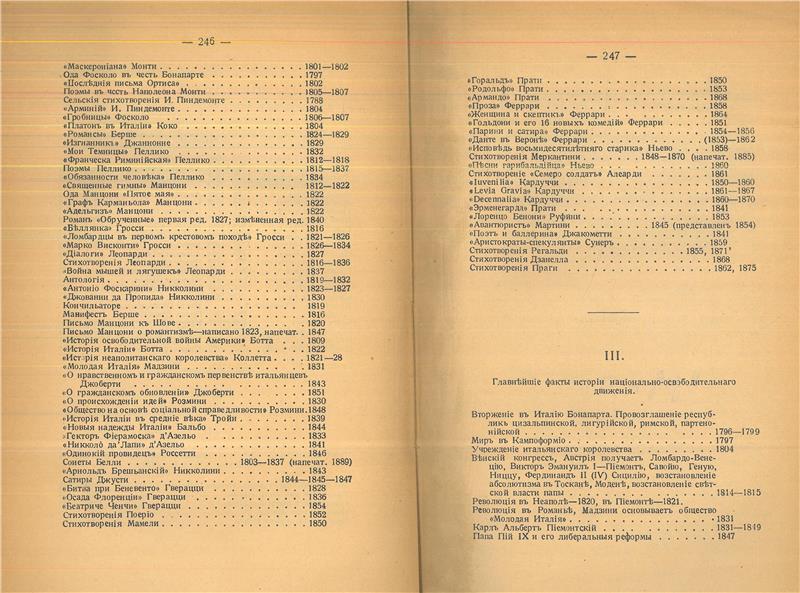 — 246 —
«Маскероніана» Монти . . . 1801—1802
Ода Фосколо въ честь Бонапарте . . . 1797
«Послѣднія письма Ортиса» . . . 1802
Поэмы въ честь Наполеона Монти . . . 1805—1807
Сельскія стихотворенія И. Пиндемонте . . . 1788
«Арминій» И. Пиндемонте . . . 1804
«Гробницы» Фосколо . . . 1806—1807
«Платонъ въ Италіи» Коко . . . 1804
«Романсы» Берше . . . 1824—1829
«Изгнанникъ» Джаннионе . . . 1829
«Мои Темницы» Пеллико . . . 1832
«Франческа Риминійская» Пеллико . . . 1812—1818
Поэмы Пеллико . . . 1815—1837
«Обязанности человѣка» Пеллико . . . 1834
«Священные гимны» Манцони . . . 1812—1822
Ода Манцони «Пятое мая» . . . 1822
«Графъ Карманьола» Манцони . . . 1822
«Адельгизъ» Манцони . . . 1822
Романъ «Обрученные» первая ред. 1827; измѣненная ред. 1840
«Бѣглянка» Гросси . . . 1816
«Ломбардцы въ первомъ крестовомъ походѣ» Гросси . . . 1821—1826
«Марко Висконти» Гросси . . . 1826—1834
«Діалоги» Леопарди . . . 1827
Стихотворенія Леопарди . . . 1816—1836
«Война мышей и лягушекъ» Леопарди . . . 1837
Антологія . . . 1819—1832
«Антоніо Фоскарини» Никколини . . . 1823—1827
«Джованни да Прочида» Никколини . . . 1830
Кончильаторе . . . 1819
Манифестъ Берше . . . 1816
Письмо Манцони къ Шове . . . 1820
Письмо Манцони о романтизмѣ—написано 1823, напечат. . . 1847
«Исторія освободительной войны Америки» Ботта . . . 1809
«Исторія Италіи» Ботта . . . 1822
«Исторія неаполитанскаго королевства» Коллетта . . . 1821—28
«Молодая Италія» Мадзини . . . 1831
«О нравственномъ и гражданскомъ первенствѣ итальянцевъ
Джоберти . . . 1843
«О гражданскомъ обновленіи» Джоберти . . . 1851
«О происхожденіи идей» Розмини . . . 1830
«Общество на основѣ соціальной справедливости» Розмини. 1848
«Исторія Италіи въ средніе вѣка» Тройи . . . 1839
«Новыя надежды Италіи» Бальбо . . . 1844
«Гекторъ Фіерамоска» д'Азельо . . . 1833
«Никколо да'Лапи» д'Азельо . . . 1841
«Одинокій провидецъ» Россетти . . . 1846
Сонеты Белли . . . 1803—1837 (напечат. 1889)
«Арнольдъ Брешьанскій» Никколини . . . 1843
Сатиры Джусти . . . 1844—1845—1847
«Битва при Беневенто» Гверацци . . . 1828
«Осада Флоренціи» Гверацци . . . 1836
«Беатриче Ченчи» Гверацци . . . 1854
Стихотворенія Поеріо . . . 1852
Стихотворенія Мамели . . . 1850
— 247 —
«Горальдъ» Прати . . . 1850
«Родольфо» Прати . . . 1853
«Армандо» Прати . . . 1868
«Проза» Феррари . . . 1858
«Женщина и скептикъ» Феррари . . . 1864
«Гольдони и его 16 новыхъ комедій» Феррари . . . 1851
«Парини и сатира» Феррари . . . 1854—1856
«Данте въ Веронѣ» Феррари . . . (1853)—1862
«Исповѣдь восьмидесятилѣтняго старика» Ньево . . . 1858
Стихотворенія Меркантини . . . 1848—1870 (напечат. 1885)
«Пѣсни гарибальдійца» Ньево . . . 1860
Стихотвореніе «Семеро солдатъ» Алеарди . . . 1861
«Iuvenilia» Кардуччи . . . 1850—1860
«Levia Gravia» Кардуччи . . . 1861—1867
«Decennalia» Кардуччи . . . 1860—1870
«Эрменегарда» Прати . . . 1841
«Лоренцо Бенони» Руфини . . . 1853
«Авантюристъ» Мартини . . . 1845 (представлен 1854)
«Поэтъ и баллерина» Джакометти . . . 1841
«Аристократы-спекулянты» Сунеръ . . . 1859
Стихотворенія Регальди . . . 1855, 1871
Стихотворенія Дзанелла . . . 1868
Стихотворенія Праги . . . 1862, 1875
III.
Главнѣйшіе факты исторіи національно-освободительнаго
движенія.
Вторженіе въ Италію Бонапарта. Провозглашеніе респуб-
ликъ цизальпинской, лигурійской, римской, партено-
пійской . . . 1796—1799
Миръ въ Кампоформіо . . . 1797
Учрежденіе итальянскаго королевства . . . 1804
Вѣнскій конгрессъ, Австрія получаетъ Ломбардо-Вене-
цію, Викторъ Эмануил I—Піемонтъ, Савойю, Геную,
Ниццу, Фердинандъ II (IV) Сицилію, возстановленіе
абсолютизма въ Тосканѣ, Моденѣ, возстановленіе свѣт-
ской власти папы . . . 1814—1815
Революція въ Неаполѣ—1820, въ Піемонтѣ—1821.
Революція въ Романьѣ, Мадзини основываетъ общество
«Молодая Италія» . . . 1831
Карлъ Альбертъ Піемонтскій . . . 1831—1849
Папа Пій IX и его либеральныя реформы . . . 1847